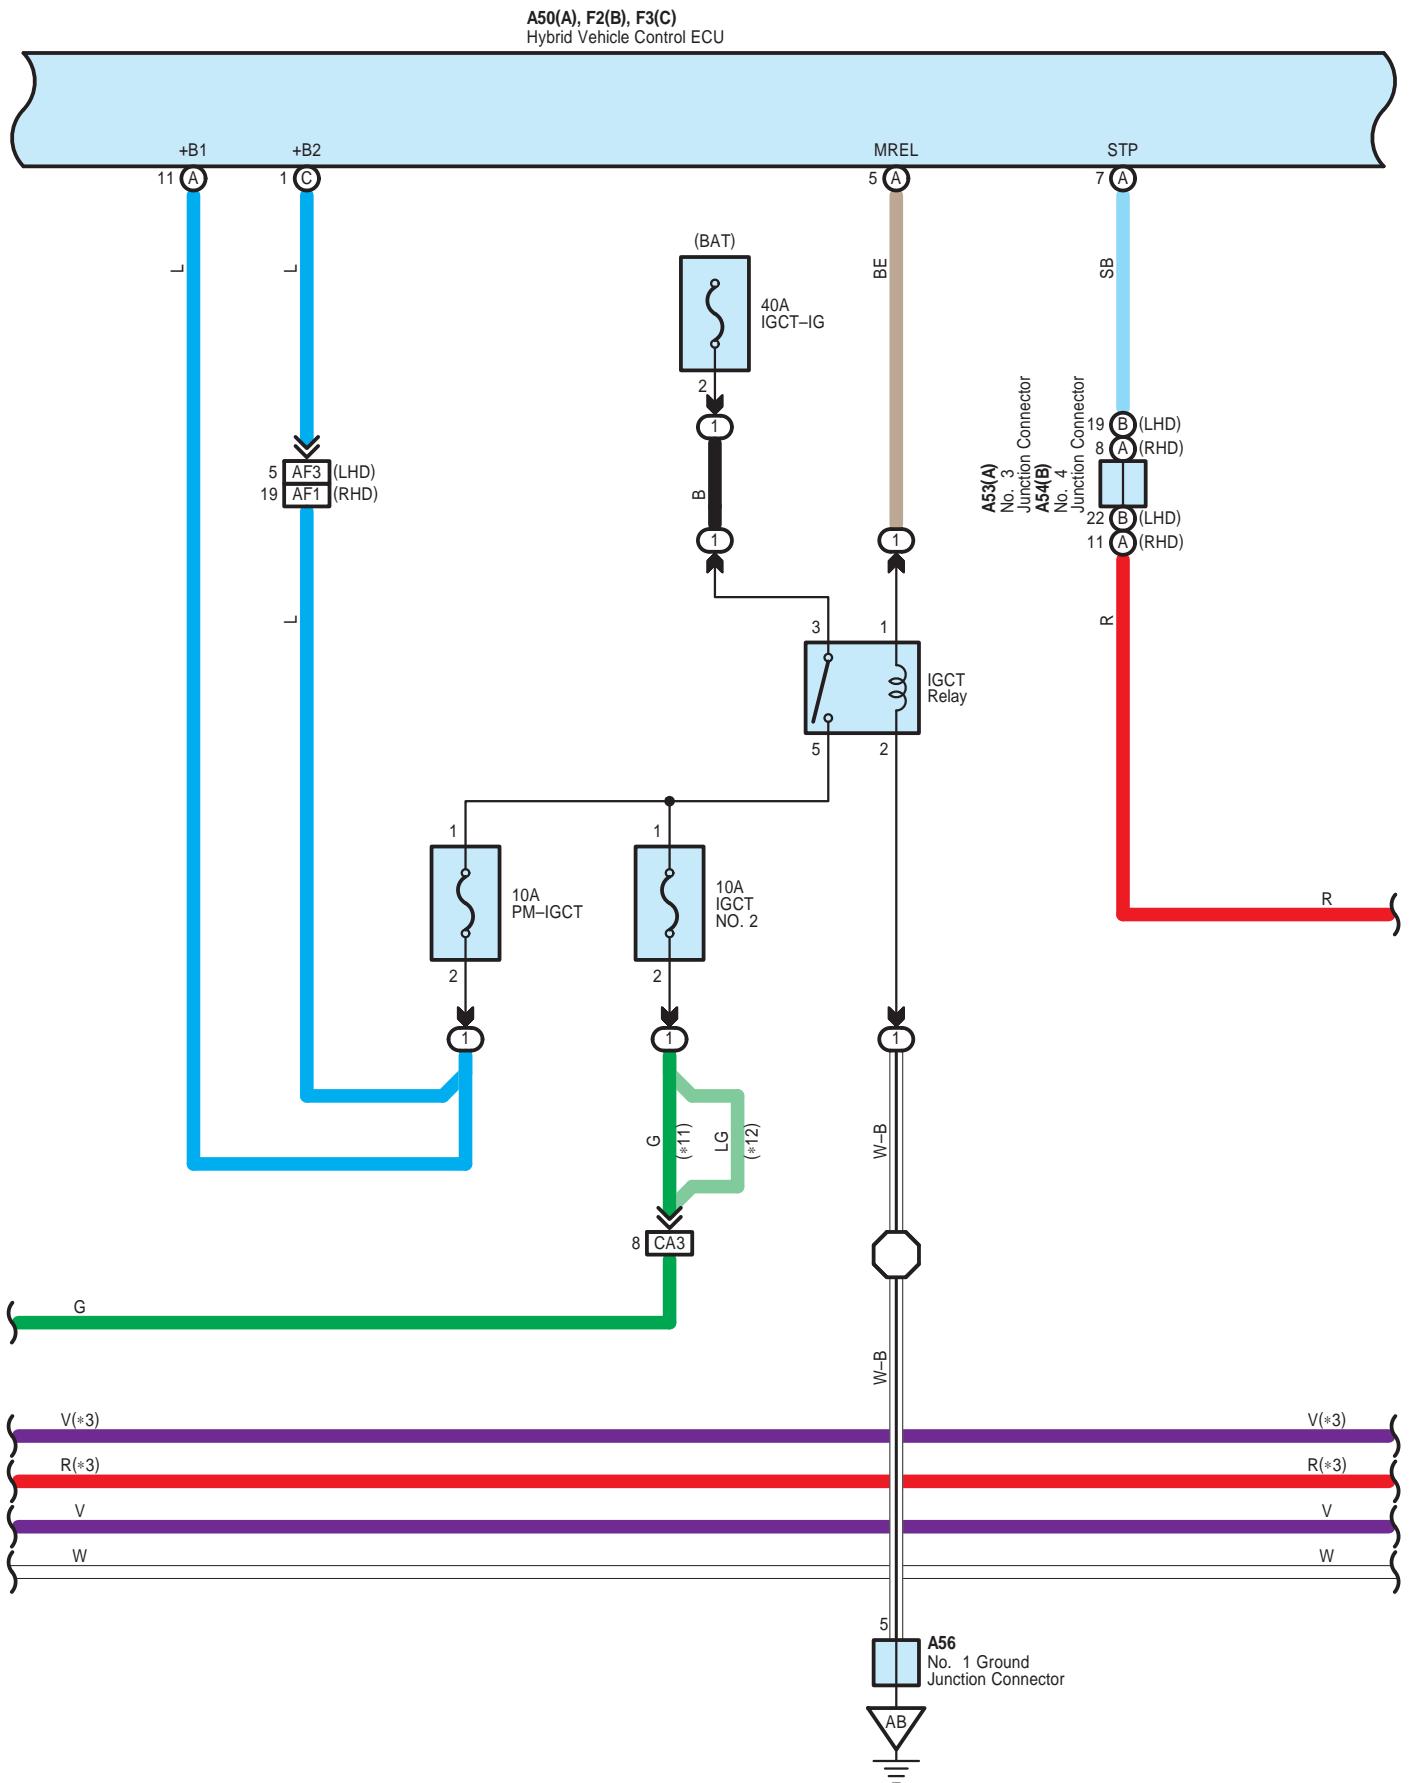 A50(A), F2(B), F3(C)
Hybrid Vehicle Control ECU
+B1
+B2
MREL
STP
11 A
1 C
5 A
7 A
L
L
(BAT)
BE
SB
40A
IGCT–IG
2
1
B
1
1
5 AF3 (LHD)
19 AF1 (RHD)
A53(A)
No. 3
Junction Connector
A54(B)
No. 4
Junction Connector
19 B (LHD)
8 A (RHD)
22 B (LHD)
11 A (RHD)
L
R
3
1
IGCT
Relay
5
2
1
1
10A
PM–IGCT
10A
IGCT
NO. 2
R
2
2
1
1
1
G
(*11)
LG
(*12)
W–B
8 CA3
G
W–B
V(*3)
V(*3)
R(*3)
R(*3)
V
V
W
W
5
A56
No. 1 Ground
Junction Connector
AB